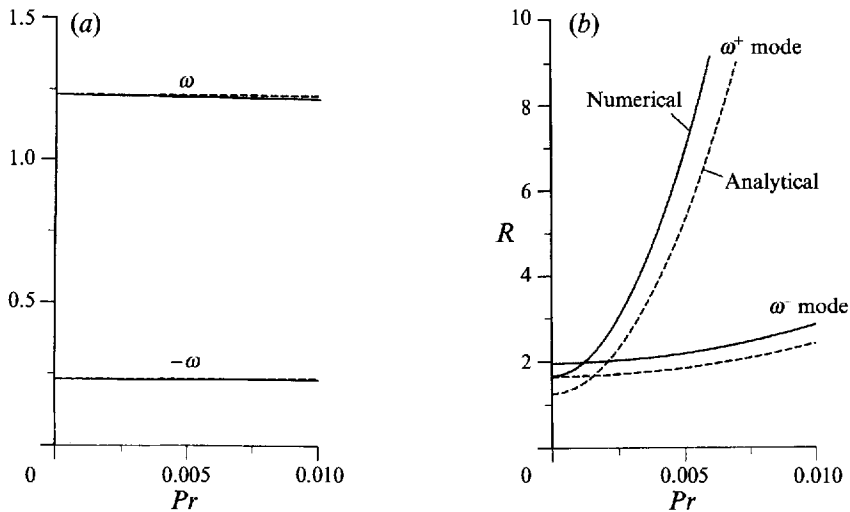 (a)
1.5
1.0
0.5
0
ω
−ω
0.005
0.010
Pr
(b)
10
8
6
4
2
0
R
ω⁺ mode
Numerical
Analytical
ω⁻ mode
0.005
0.010
Pr